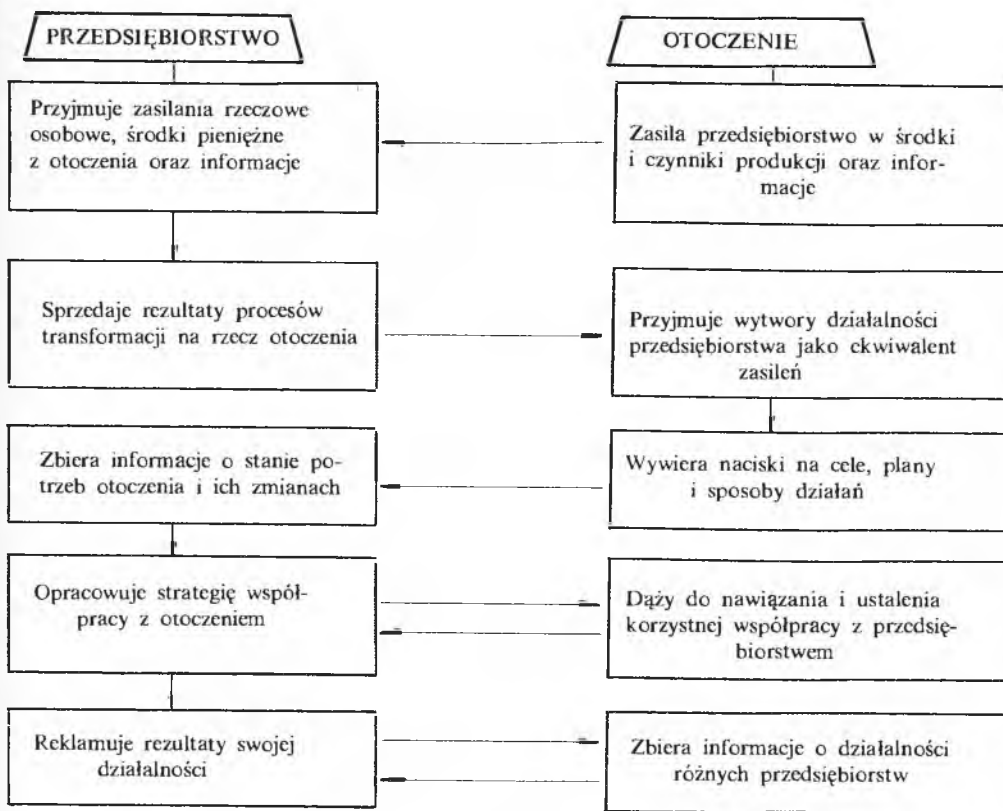 PRZEDSIĘBIORSTWO
OTOCZENIE
Przyjmuje zasilania rzeczowe
osobowe, środki pieniężne
z otoczenia oraz informacje
Zasila przedsiębiorstwo w środki
i czynniki produkcji oraz infor-
macje
Sprzedaje rezultaty procesów
transformacji na rzecz otoczenia
Przyjmuje wytwory działalności
przedsiębiorstwa jako ekwiwalent
zasileń
Zbiera informacje o stanie po-
trzeb otoczenia i ich zmianach
Wywiera naciski na cele, plany
i sposoby działań
Opracowuje strategię współ-
pracy z otoczeniem
Dąży do nawiązania i ustalenia
korzystnej współpracy z przedsię-
biorstwem
Reklamuje rezultaty swojej
działalności
Zbiera informacje o działalności
różnych przedsiębiorstw